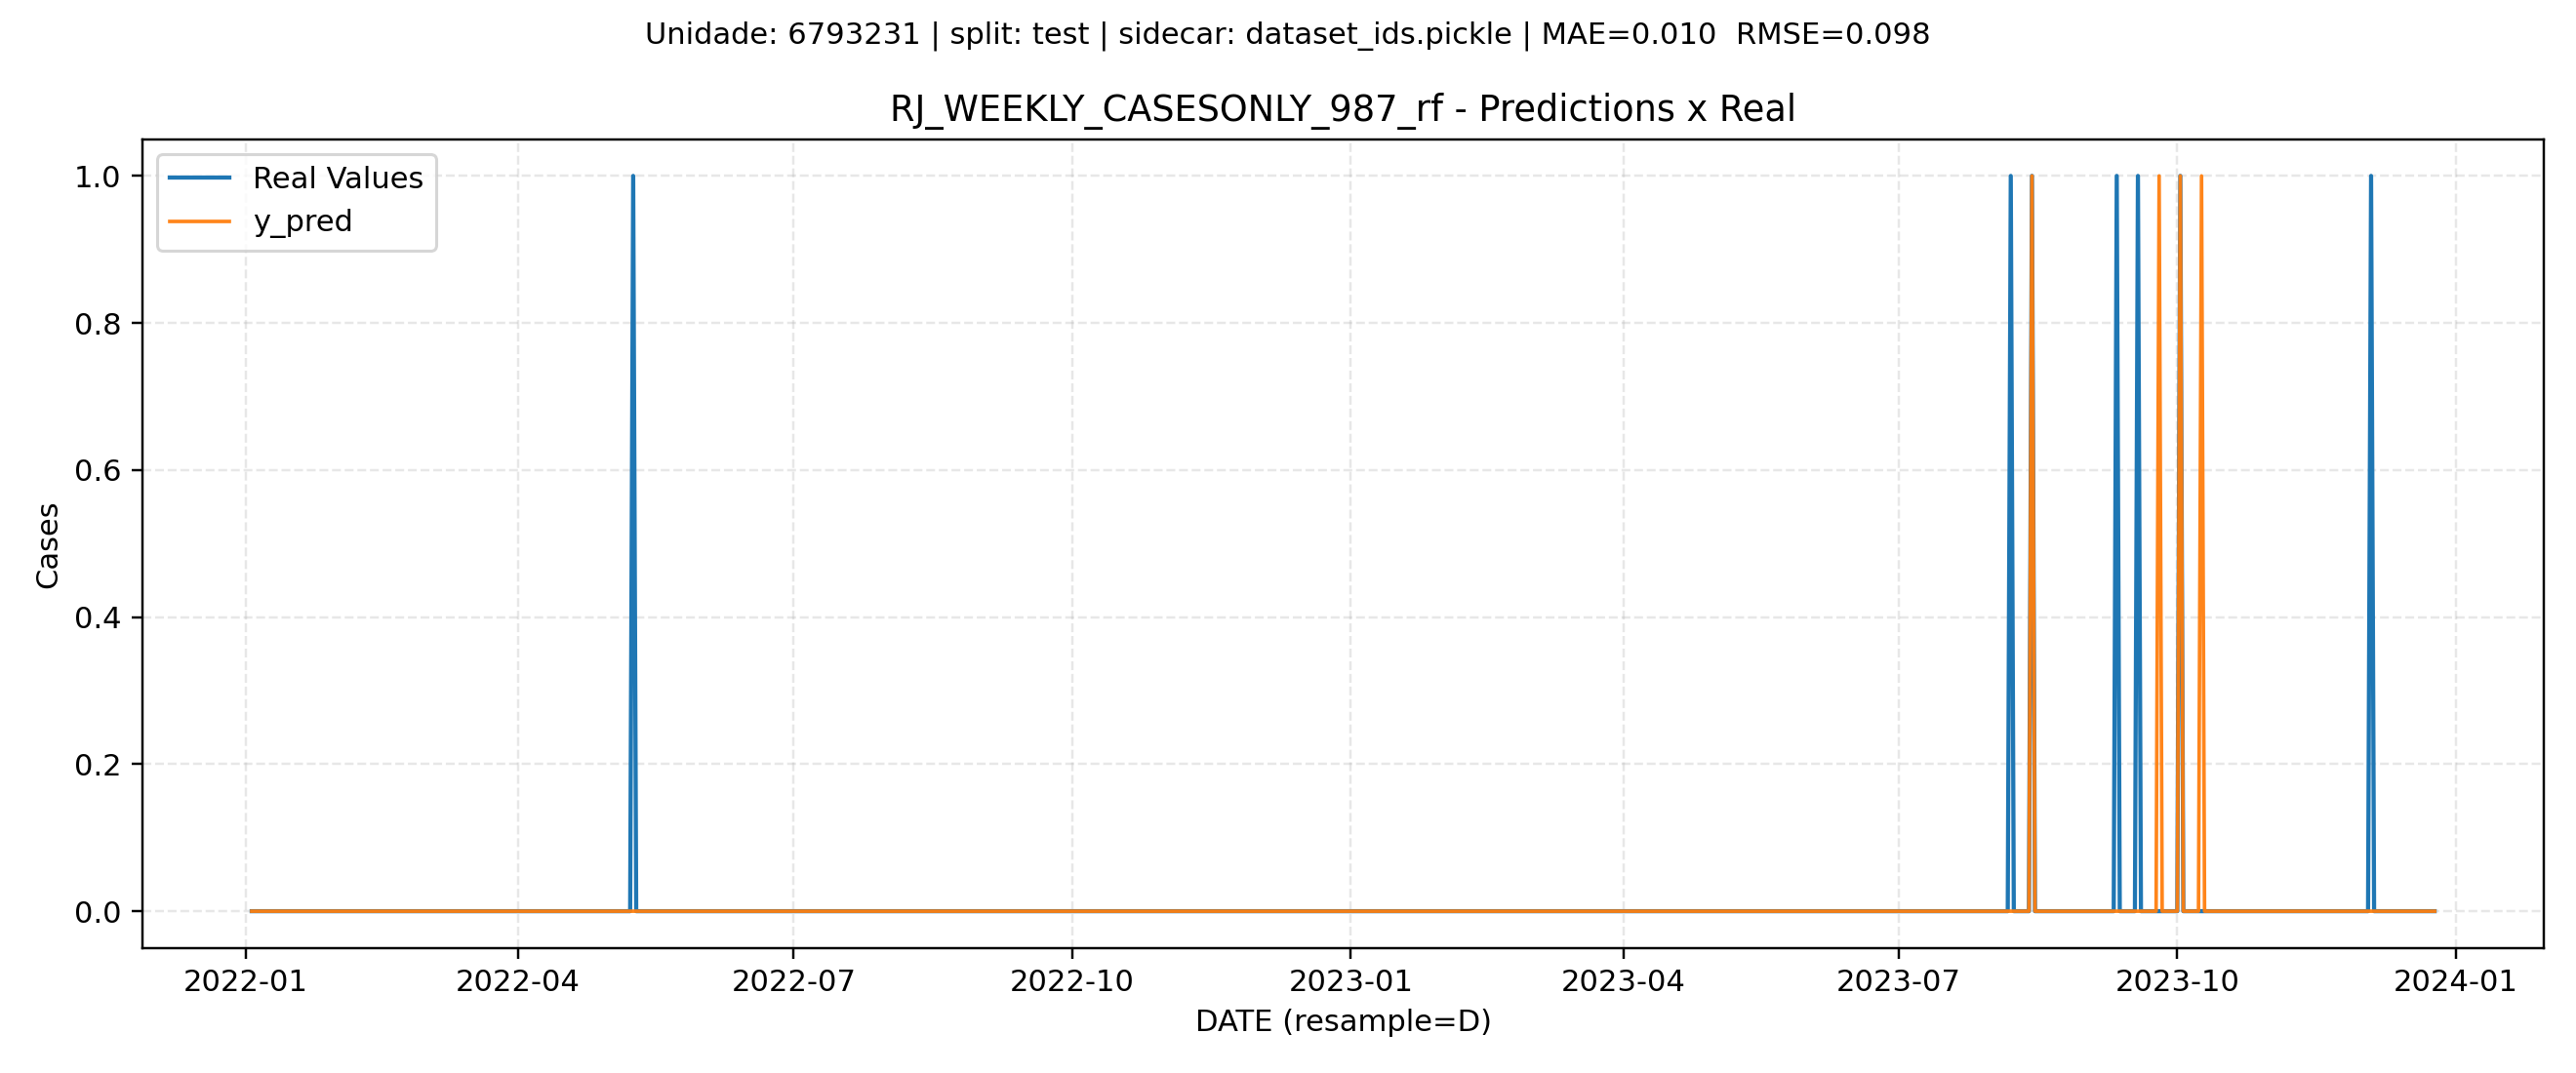 Unidade: 6793231 | split: test | sidecar: dataset_ids.pickle | MAE=0.010  RMSE=0.098
RJ_WEEKLY_CASESONLY_987_rf - Predictions x Real
Real Values
y_pred
1.0
0.8
0.6
0.4
0.2
0.0
Cases
2022-01
2022-04
2022-07
2022-10
2023-01
2023-04
2023-07
2023-10
2024-01
DATE (resample=D)